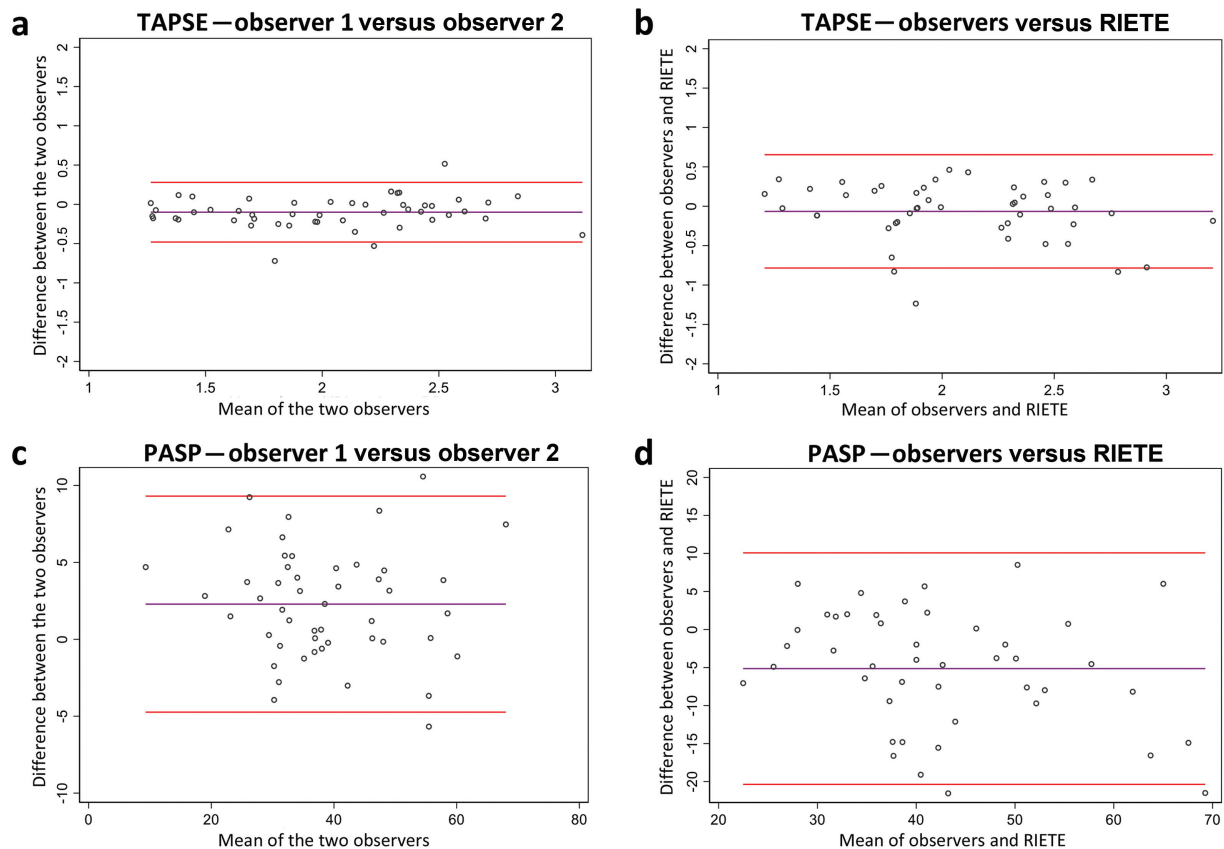 a
TAPSE—observer 1 versus observer 2
Difference between the two observers
2
1.5
1
0.5
0
-0.5
-1
-1.5
-2
1 1.5 2 2.5 3
Mean of the two observers
b
TAPSE—observers versus RIETE
Difference between observers and RIETE
2
1.5
1
0.5
0
-0.5
-1
-1.5
-2
1 1.5 2 2.5 3
Mean of observers and RIETE
c
PASP—observer 1 versus observer 2
Difference between the two observers
10
5
0
-5
-10
0 20 40 60 80
Mean of the two observers
d
PASP—observers versus RIETE
Difference between observers and RIETE
20
15
10
5
0
-5
-10
-15
-20
20 30 40 50 60 70
Mean of observers and RIETE